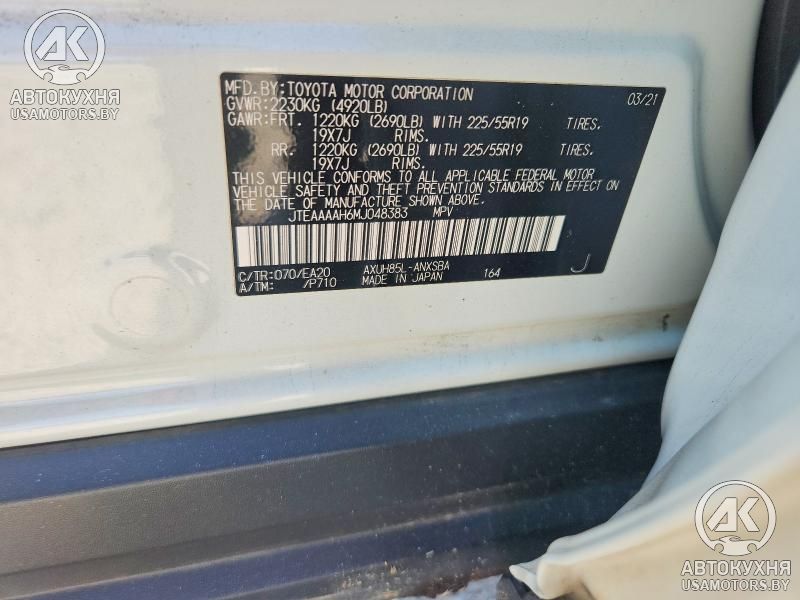 АК
АВТОКУХНЯ
USAMOTORS.BY
MFD.BY:TOYOTA MOTOR CORPORATION 03/21
GVWR:2230KG (4920LB)
GAWR:FRT. 1220KG (2690LB) WITH 225/55R19 TIRES.
19X7J RIMS.
RR. 1220KG (2690LB) WITH 225/55R19 TIRES.
19X7J RIMS.
THIS VEHICLE CONFORMS TO ALL APPLICABLE FEDERAL MOTOR
VEHICLE SAFETY AND THEFT PREVENTION STANDARDS IN EFFECT ON
THE DATE OF MANUFACTURE SHOWN ABOVE.
JTEAAAAH6MJ048383 MPV
C/TR:070/EA20 AXUH85L-ANXSBA 164 J
A/TM: /P710 MADE IN JAPAN
АК
АВТОКУХНЯ
USAMOTORS.BY